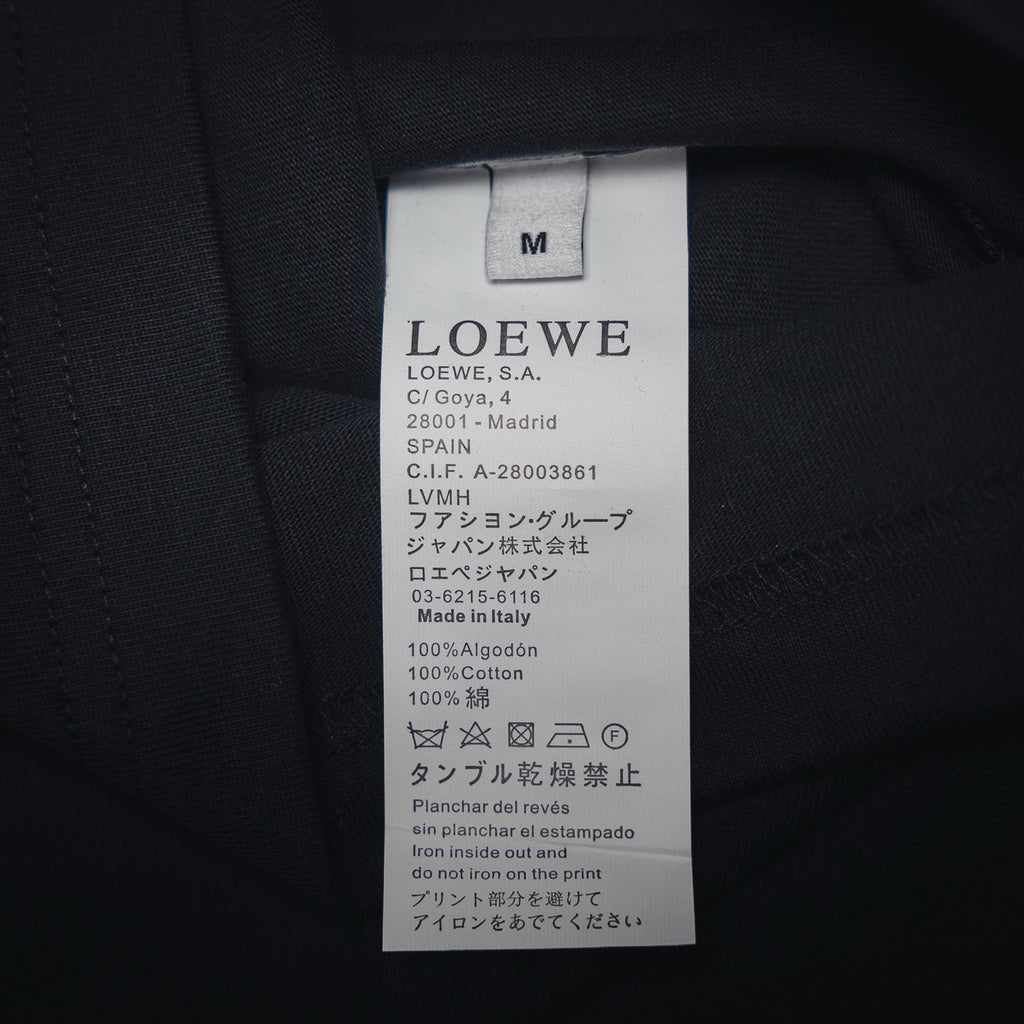 M
LOEWE
LOEWE, S.A.
C/ Goya, 4
28001 - Madrid
SPAIN
C.I.F. A-28003861
LVMH
フアシヨン･グループ
ジャパン株式会社
ロエペジヤパン
03-6215-6116
Made in Italy
100%Algodón
100%Cotton
100% 綿
F
タンブル乾燥禁止
Planchar del revés
sin planchar el estampado
Iron inside out and
do not iron on the print
プリント部分を避けて
アイロンをあでてください